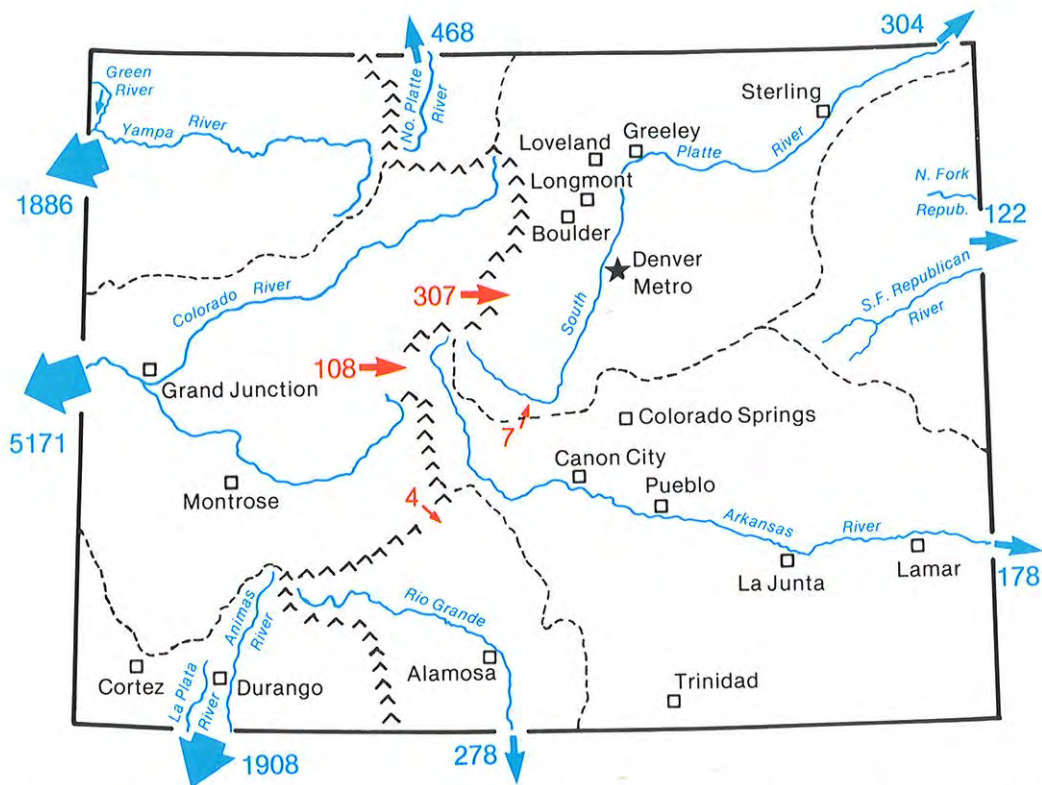 468
304
Green
River
Yampa River
No. Platte
River
Sterling
Loveland
Greeley
Platte
River
Longmont
Boulder
N. Fork
Repub.
1886
122
Denver
Metro
Colorado River
307
South
S.F. Republican
River
108
Grand Junction
Colorado Springs
7
5171
Canon City
Montrose
4
Pueblo
Arkansas
River
La Junta
Lamar
178
Rio Grande
Animas
River
Cortez
La Plata
River
Durango
Alamosa
Trinidad
1908
278